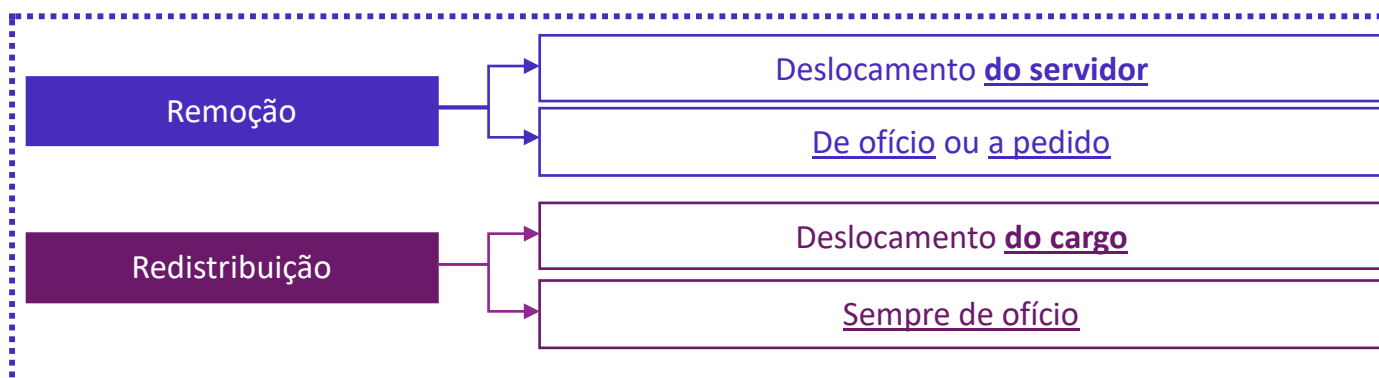 Deslocamento do servidor
Remoção
De ofício ou a pedido
Deslocamento do cargo
Redistribuição
Sempre de ofício